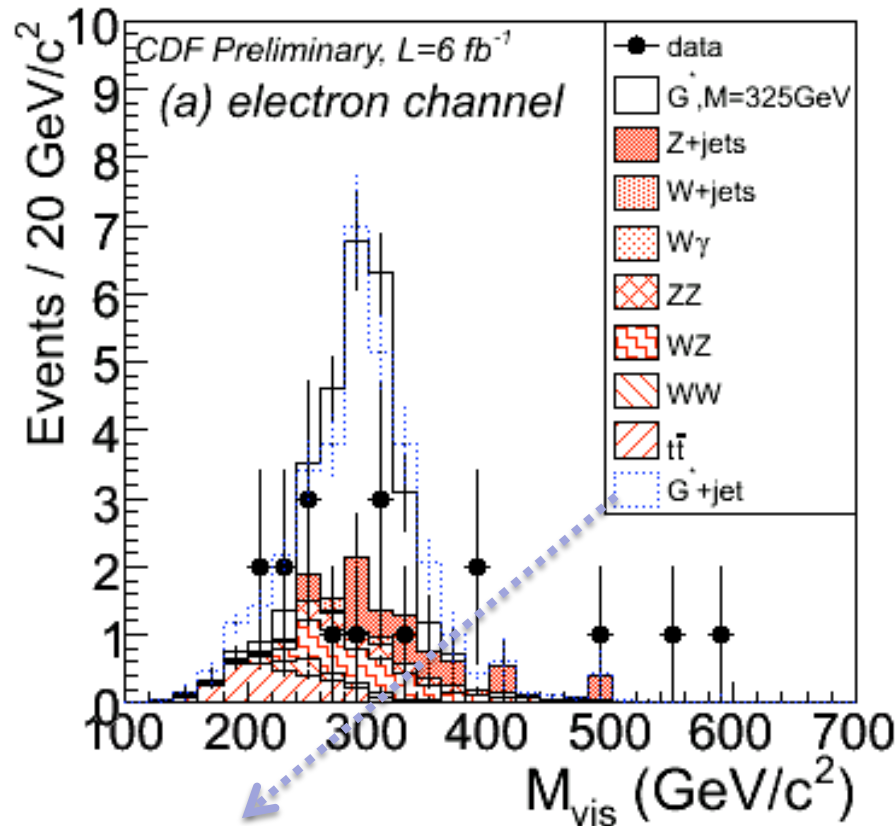 CDF Preliminary, L=6 fb⁻¹
(a) electron channel
data
G*,M=325GeV
Z+jets
W+jets
Wγ
ZZ
WZ
WW
tt̄
G*+jet
Events / 20 GeV/c²
10
9
8
7
6
5
4
3
2
1
0
100 200 300 400 500 600 700
M_vis (GeV/c²)